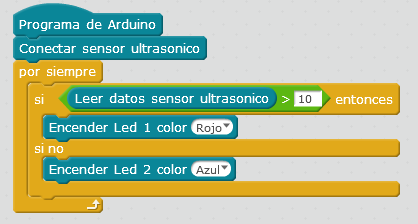 Programa de Arduino
Conectar sensor ultrasonico
por siempre
si Leer datos sensor ultrasonico > 10 entonces
Encender Led 1 color Rojo
si no
Encender Led 2 color Azul